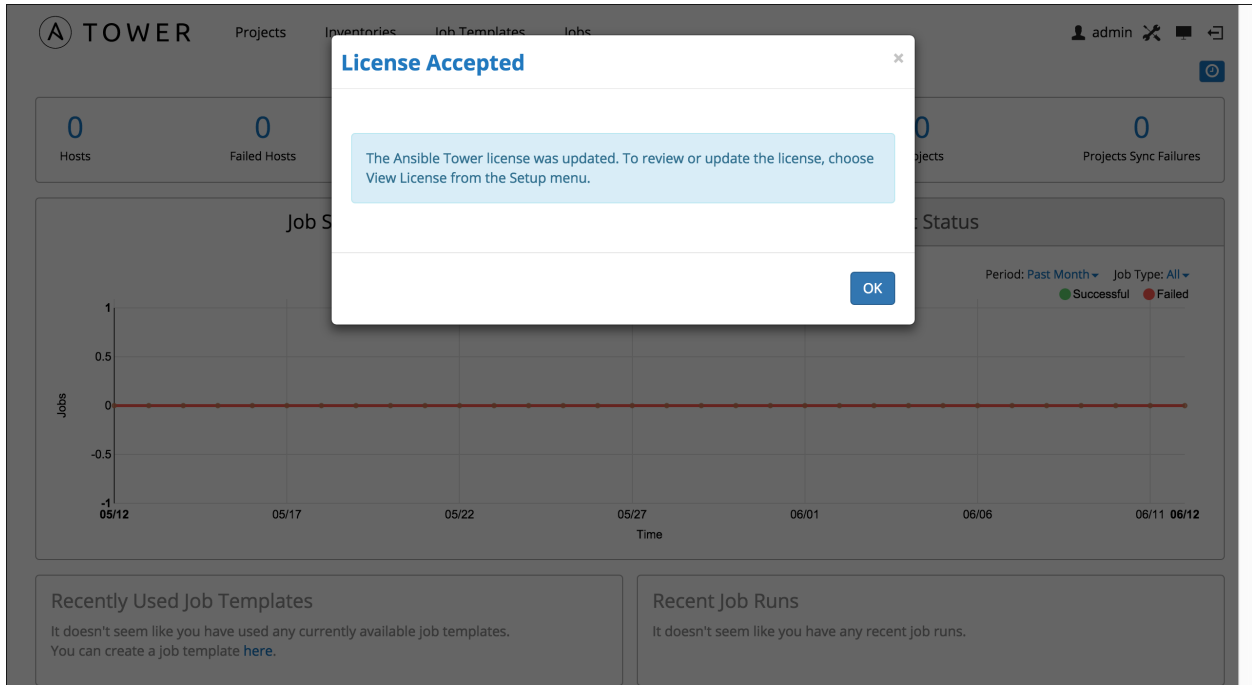 TOWER
Projects
Inventories
Job Templates
Jobs
admin
License Accepted
×
The Ansible Tower license was updated. To review or update the license, choose
View License from the Setup menu.
OK
0
Hosts
0
Failed Hosts
0
0
Projects Sync Failures
Job S
Status
Period: Past Month
Job Type: All
Successful
Failed
1
0.5
0
-0.5
-1
Jobs
05/12
05/17
05/22
05/27
06/01
06/06
06/11
06/12
Time
Recently Used Job Templates
It doesn't seem like you have used any currently available job templates.
You can create a job template here.
Recent Job Runs
It doesn't seem like you have any recent job runs.